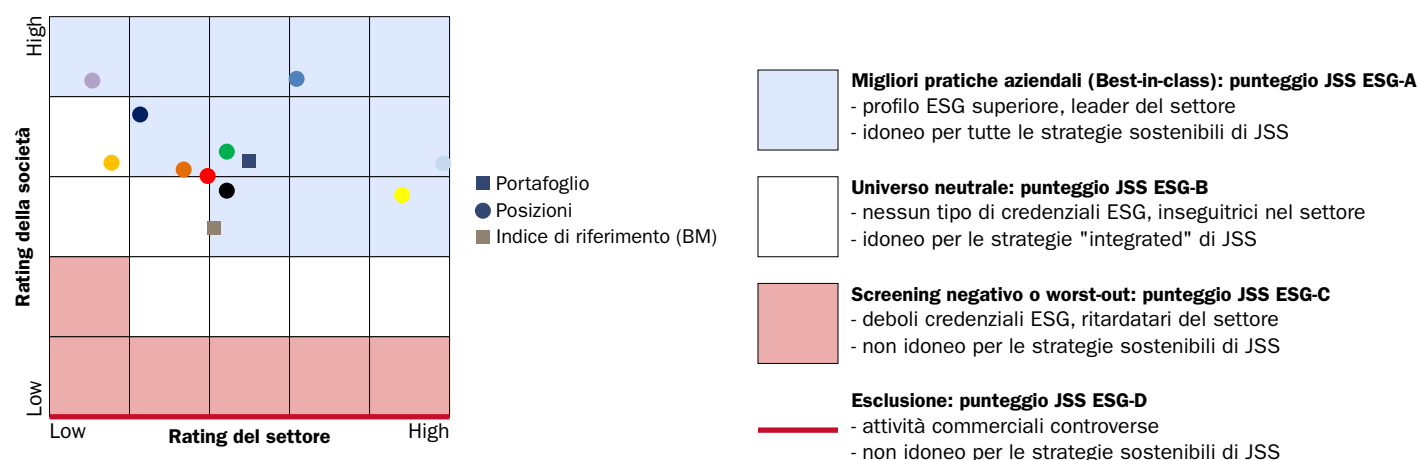 High
Rating della società
Low
Low
Rating del settore
High
Portafoglio
Posizioni
Indice di riferimento (BM)
Migliori pratiche aziendali (Best-in-class): punteggio JSS ESG-A
- profilo ESG superiore, leader del settore
- idoneo per tutte le strategie sostenibili di JSS
Universo neutrale: punteggio JSS ESG-B
- nessun tipo di credenziali ESG, inseguitrici nel settore
- idoneo per le strategie "integrated" di JSS
Screening negativo o worst-out: punteggio JSS ESG-C
- deboli credenziali ESG, ritardatari del settore
- non idoneo per le strategie sostenibili di JSS
Esclusione: punteggio JSS ESG-D
- attività commerciali controverse
- non idoneo per le strategie sostenibili di JSS